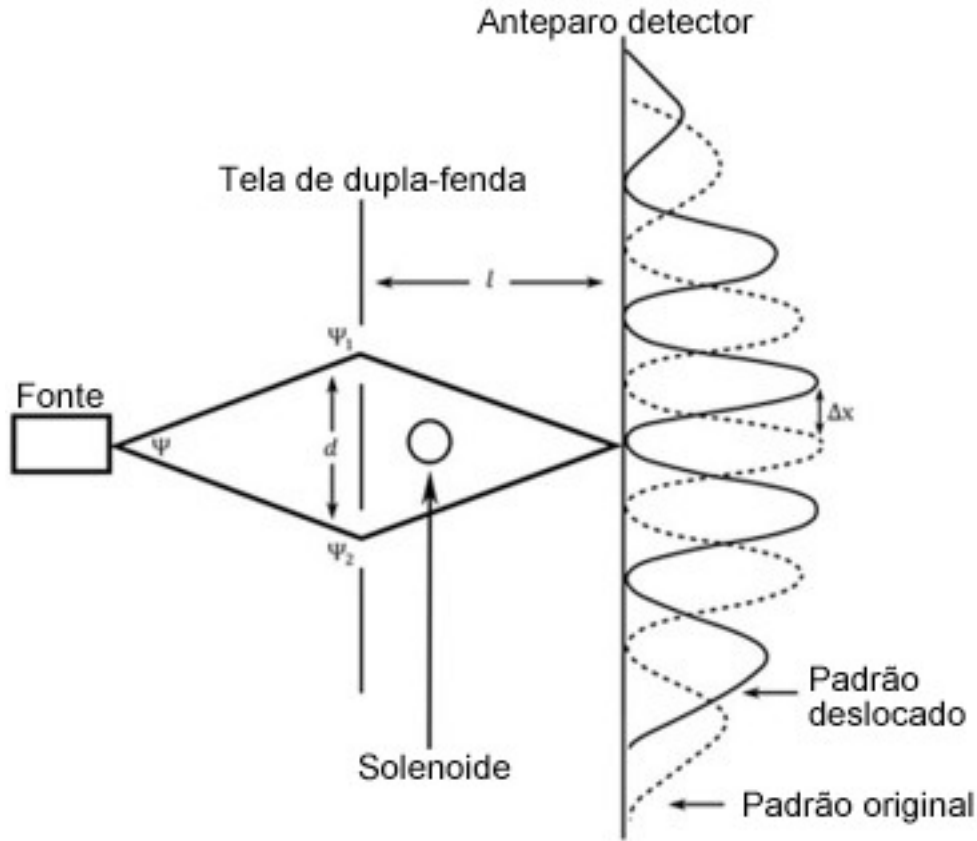 Anteparo detector
Tela de dupla-fenda
l
Ψ₁
Fonte
Δx
Ψ
d
Ψ₂
Padrão
deslocado
Solenoide
Padrão original